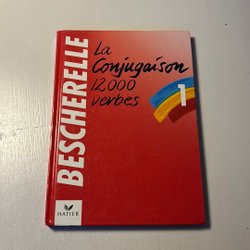 BESCHERELLE
La
Conjugaison
12000
verbes
1
HATIER